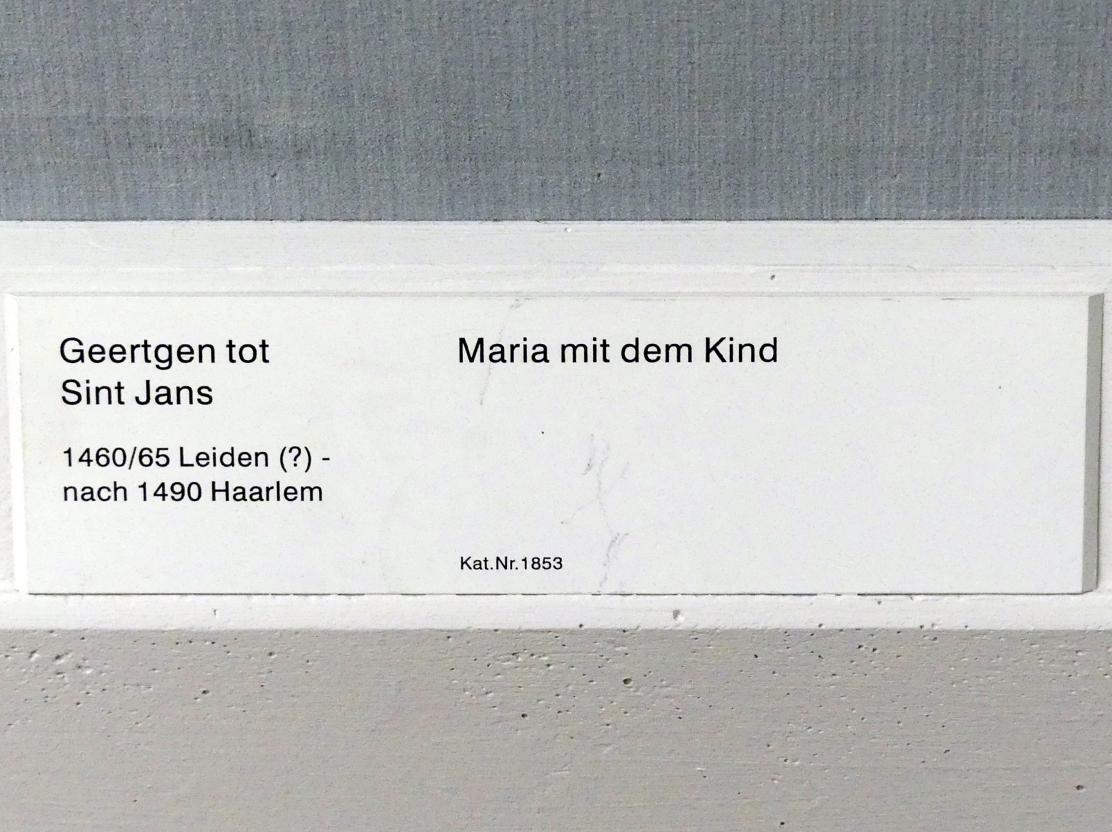 Geertgen tot
Sint Jans
1460/65 Leiden (?) -
nach 1490 Haarlem
Maria mit dem Kind
Kat.Nr.1853